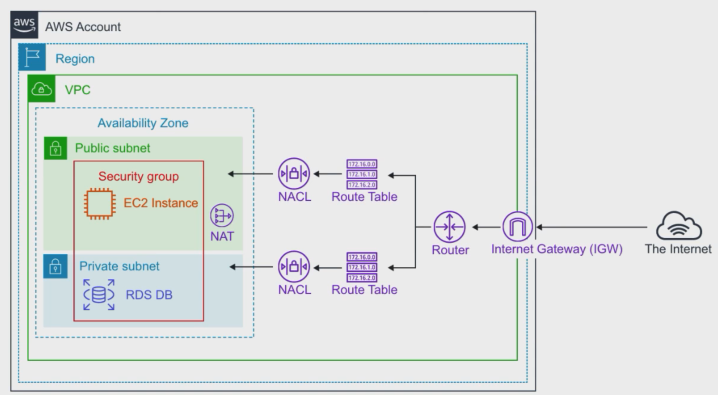 aws
AWS Account
Region
VPC
Availability Zone
Public subnet
Security group
EC2 Instance
NAT
NACL
172.16.0.0
172.16.1.0
172.16.2.0
Route Table
Private subnet
RDS DB
NACL
172.16.0.0
172.16.1.0
172.16.2.0
Route Table
Router
Internet Gateway (IGW)
The Internet